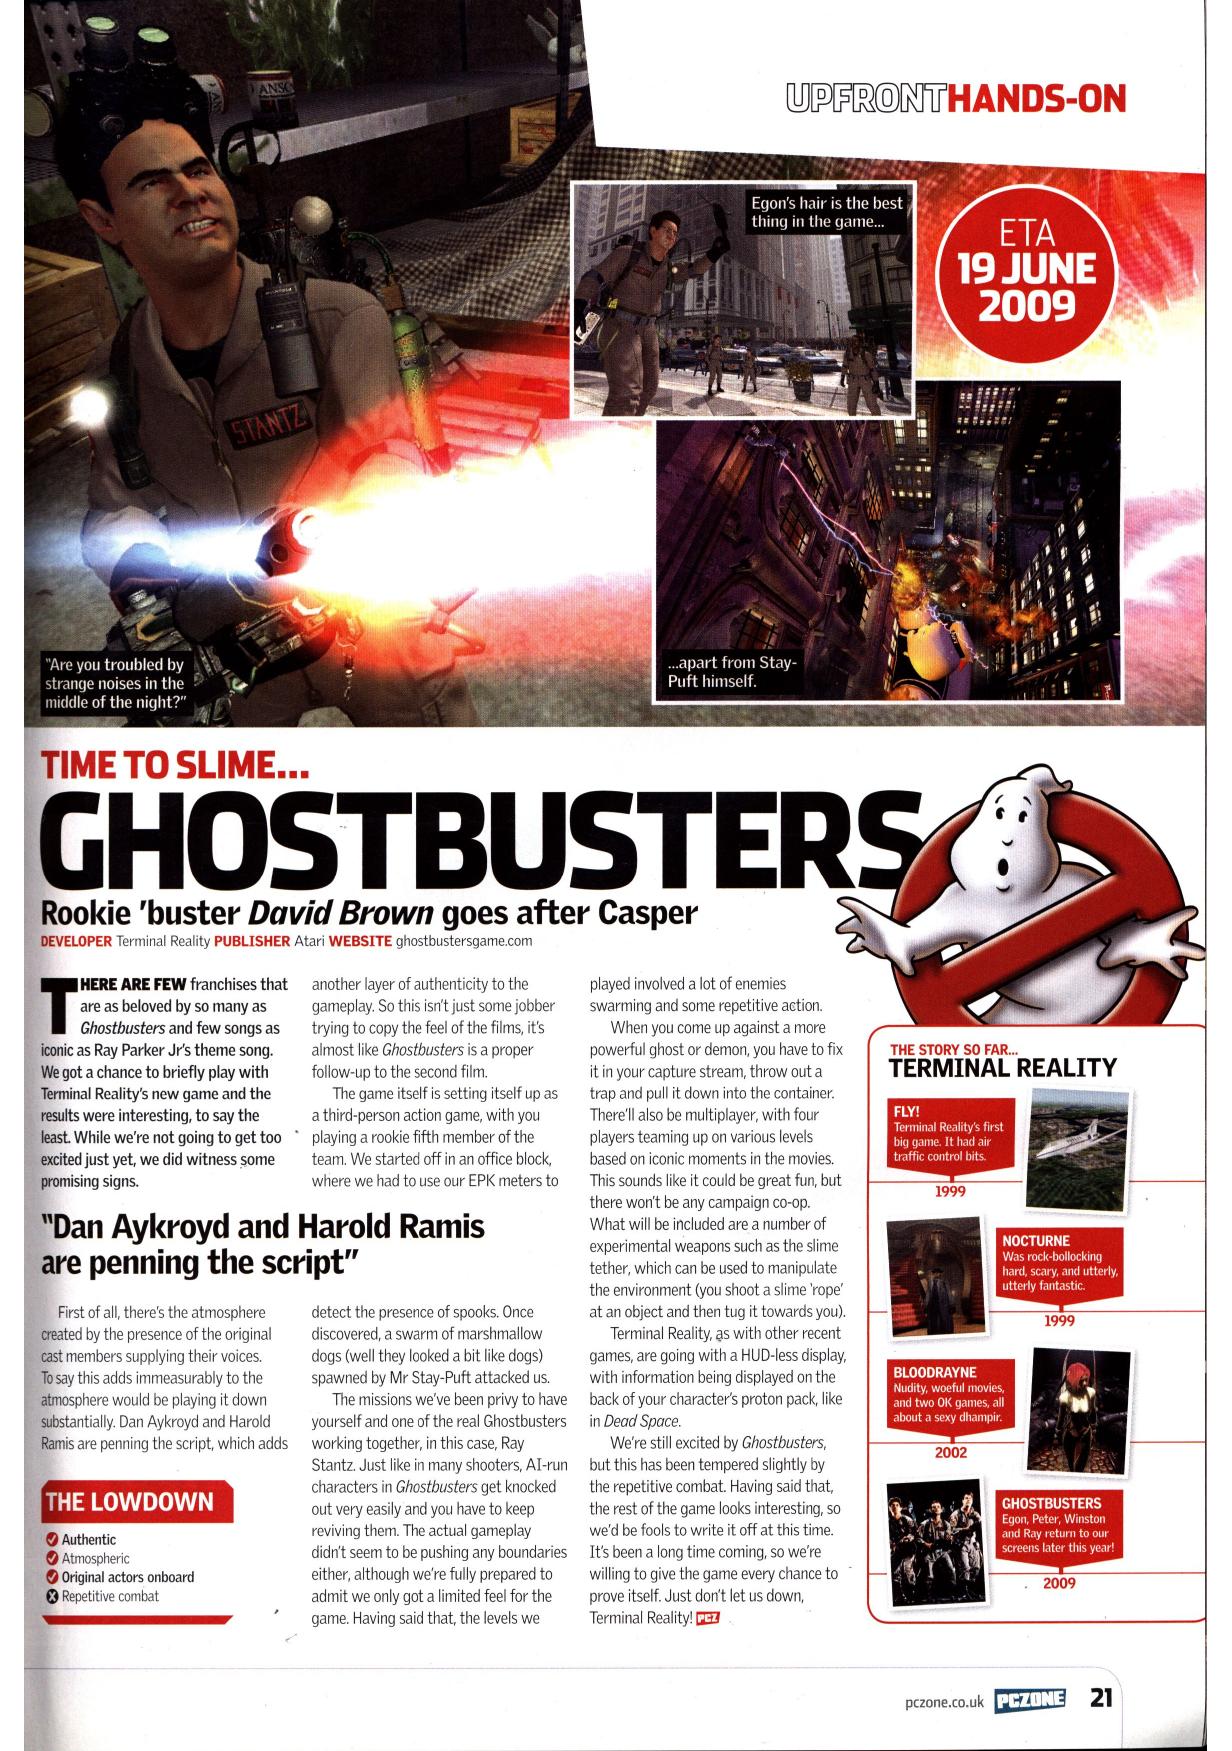 UPFRONTHANDS-ON
Egon's hair is the best
thing in the game...
ETA
19 JUNE
2009
STANTZ
"Are you troubled by
strange noises in the
middle of the night?"
...apart from Stay-
Puft himself.
TIME TO SLIME...
GHOSTBUSTERS
Rookie 'buster David Brown goes after Casper
DEVELOPER Terminal Reality PUBLISHER Atari WEBSITE ghostbustersgame.com
THERE ARE FEW franchises that
are as beloved by so many as
Ghostbusters and few songs as
iconic as Ray Parker Jr's theme song.
We got a chance to briefly play with
Terminal Reality's new game and the
results were interesting, to say the
least. While we're not going to get too
excited just yet, we did witness some
promising signs.
"Dan Aykroyd and Harold Ramis
are penning the script"
First of all, there's the atmosphere
created by the presence of the original
cast members supplying their voices.
To say this adds immeasurably to the
atmosphere would be playing it down
substantially. Dan Aykroyd and Harold
Ramis are penning the script, which adds
another layer of authenticity to the
gameplay. So this isn't just some jobber
trying to copy the feel of the films, it's
almost like Ghostbusters is a proper
follow-up to the second film.
The game itself is setting itself up as
a third-person action game, with you
playing a rookie fifth member of the
team. We started off in an office block,
where we had to use our EPK meters to
detect the presence of spooks. Once
discovered, a swarm of marshmallow
dogs (well they looked a bit like dogs)
spawned by Mr Stay-Puft attacked us.
The missions we've been privy to have
yourself and one of the real Ghostbusters
working together, in this case, Ray
Stantz. Just like in many shooters, AI-run
characters in Ghostbusters get knocked
out very easily and you have to keep
reviving them. The actual gameplay
didn't seem to be pushing any boundaries
either, although we're fully prepared to
admit we only got a limited feel for the
game. Having said that, the levels we
played involved a lot of enemies
swarming and some repetitive action.
When you come up against a more
powerful ghost or demon, you have to fix
it in your capture stream, throw out a
trap and pull it down into the container.
There'll also be multiplayer, with four
players teaming up on various levels
based on iconic moments in the movies.
This sounds like it could be great fun, but
there won't be any campaign co-op.
What will be included are a number of
experimental weapons such as the slime
tether, which can be used to manipulate
the environment (you shoot a slime 'rope'
at an object and then tug it towards you).
Terminal Reality, as with other recent
games, are going with a HUD-less display,
with information being displayed on the
back of your character's proton pack, like
in Dead Space.
We're still excited by Ghostbusters,
but this has been tempered slightly by
the repetitive combat. Having said that,
the rest of the game looks interesting, so
we'd be fools to write it off at this time.
It's been a long time coming, so we're
willing to give the game every chance to
prove itself. Just don't let us down,
Terminal Reality! PCZ
THE LOWDOWN
Authentic
Atmospheric
Original actors onboard
Repetitive combat
THE STORY SO FAR...
TERMINAL REALITY
FLY!
Terminal Reality's first
big game. It had air
traffic control bits.
1999
NOCTURNE
Was rock-bollocking
hard, scary, and utterly,
utterly fantastic.
1999
BLOODRAYNE
Nudity, woeful movies,
and two OK games, all
about a sexy dhampir.
2002
GHOSTBUSTERS
Egon, Peter, Winston
and Ray return to our
screens later this year!
2009
pczone.co.uk PCZONE 21